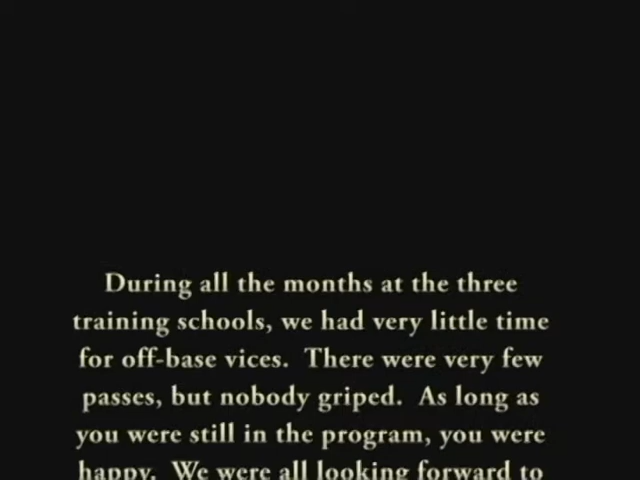 During all the months at the three
training schools, we had very little time
for off-base vices.  There were very few
passes, but nobody griped.  As long as
you were still in the program, you were
happy.  We were all looking forward to